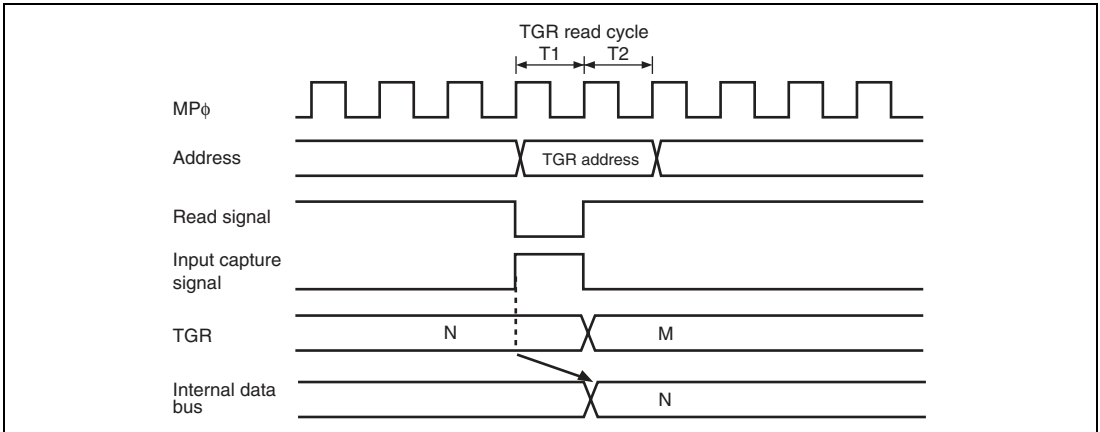 TGR read cycle
T1 T2
MPϕ
Address
TGR address
Read signal
Input capture
signal
TGR
N
M
Internal data
bus
N